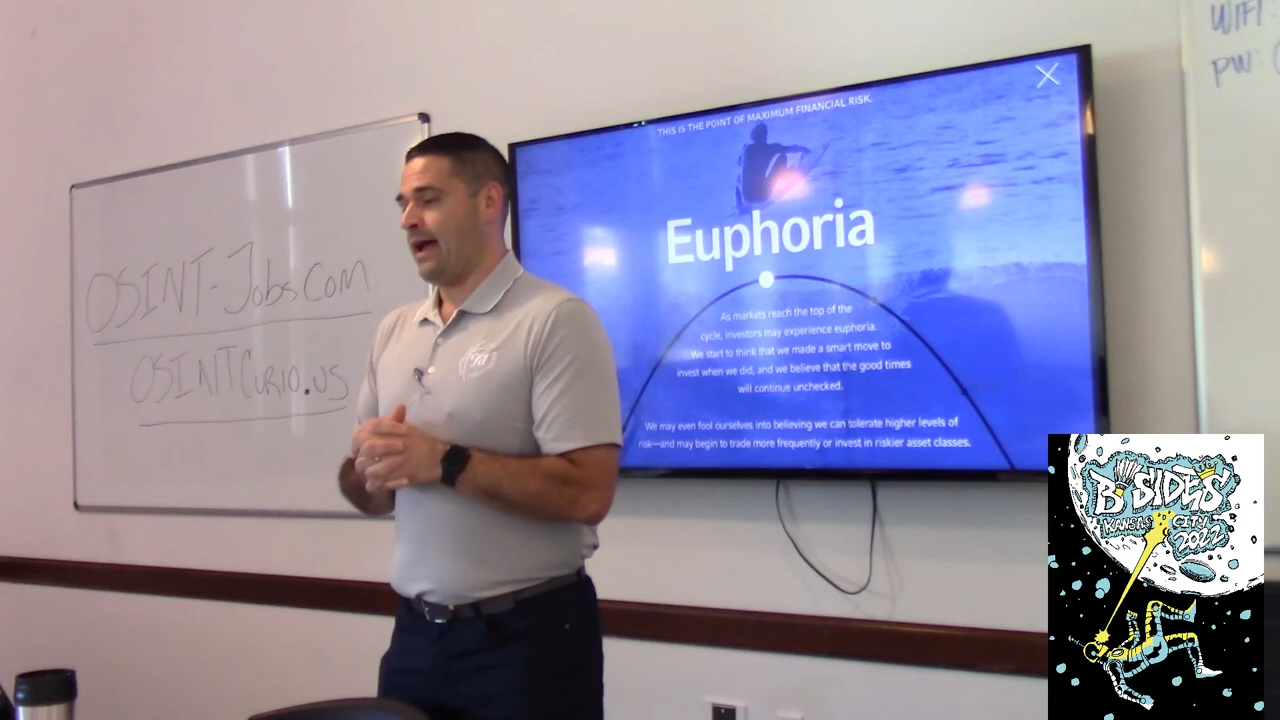 OSINT-Jobs.com
OSINTCurio.us
THIS IS THE POINT OF MAXIMUM FINANCIAL RISK.
Euphoria
As markets reach the top of the
cycle, investors may experience euphoria.
We start to think that we made a smart move to
invest when we did, and we believe that the good times
will continue unchecked.
We may even fool ourselves into believing we can tolerate higher levels of
risk—and may begin to trade more frequently or invest in riskier asset classes.
WIFI:
PW:
BSIDES
KANSAS CITY
2022